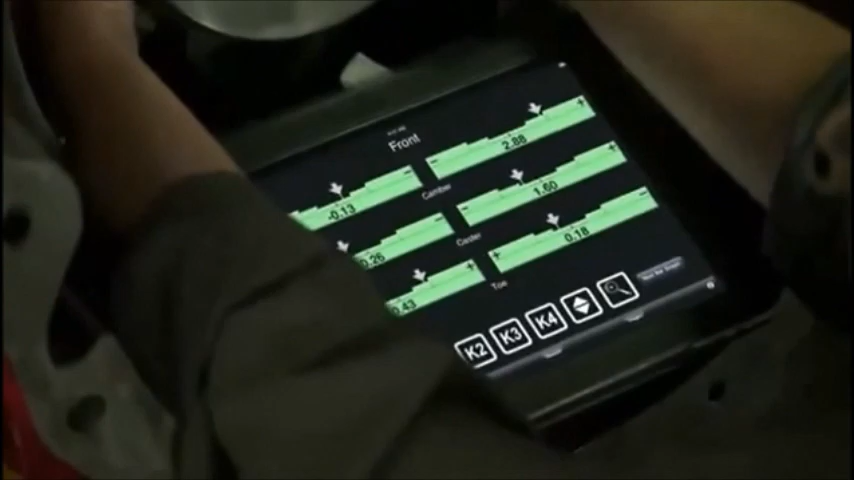 Front
-0.13 Camber 2.88
0.26 Caster 1.60
0.43 Toe 0.18
K2 K3 K4